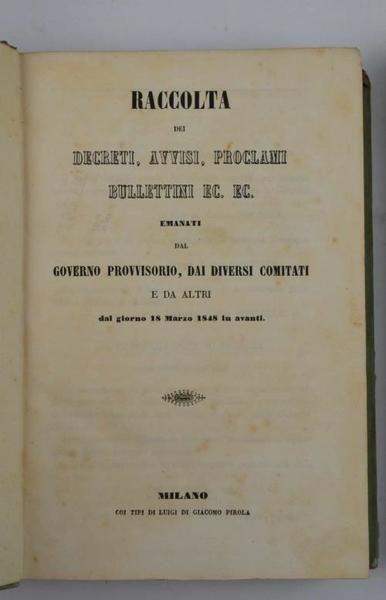 RACCOLTA
DEI
DECRETI, AVVISI, PROCLAMI
BULLETTINI EC. EC.
EMANATI
DAL
GOVERNO PROVVISORIO, DAI DIVERSI COMITATI
E DA ALTRI
dal giorno 18 Marzo 1848 in avanti.
MILANO
COI TIPI DI LUIGI DI GIACOMO PIROLA